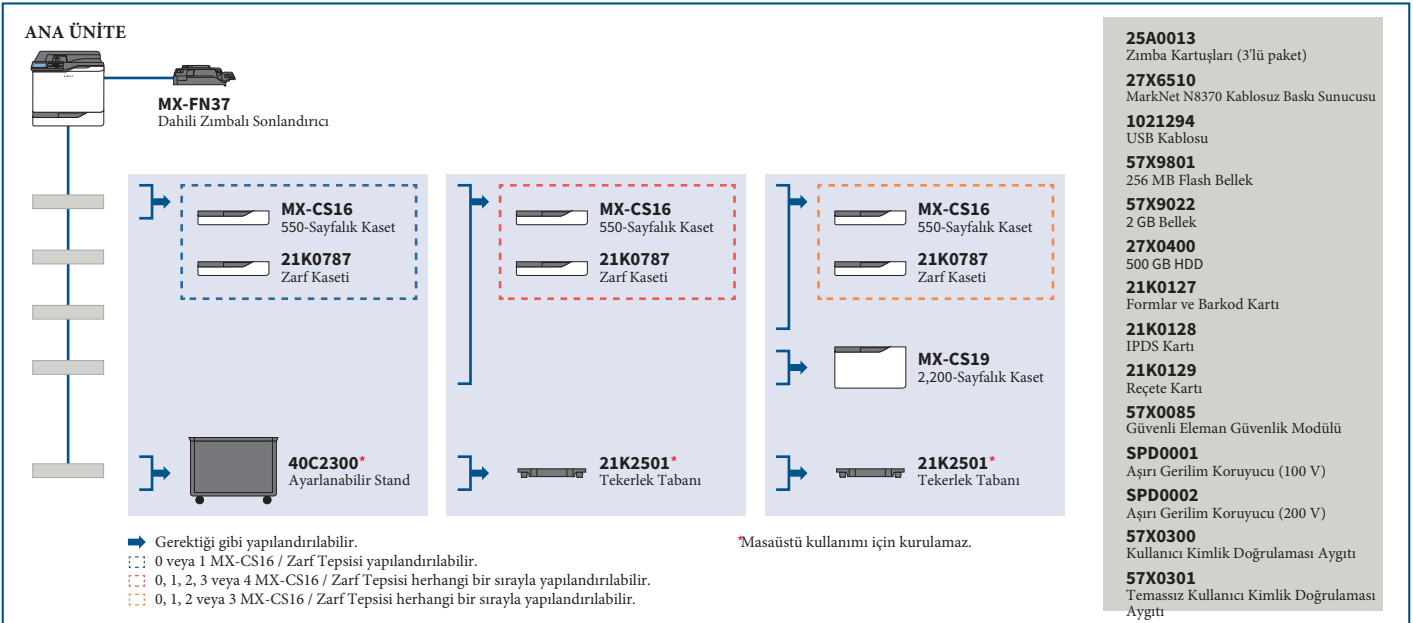 ANA ÜNİTE
MX-FN37
Dahili Zımbalı Sonlandırıcı
MX-CS16
550-Sayfalık Kaset
21K0787
Zarf Kaseti
40C2300*
Ayarlanabilir Stand
MX-CS16
550-Sayfalık Kaset
21K0787
Zarf Kaseti
21K2501*
Tekerlek Tabanı
MX-CS16
550-Sayfalık Kaset
21K0787
Zarf Kaseti
MX-CS19
2,200-Sayfalık Kaset
21K2501*
Tekerlek Tabanı
Gerektiği gibi yapılandırılabilir.
0 veya 1 MX-CS16 / Zarf Tepsisi yapılandırılabilir.
0, 1, 2, 3 veya 4 MX-CS16 / Zarf Tepsisi herhangi bir sırayla yapılandırılabilir.
0, 1, 2 veya 3 MX-CS16 / Zarf Tepsisi herhangi bir sırayla yapılandırılabilir.
*Masaüstü kullanımı için kurulamaz.
25A0013
Zımba Kartuşları (3'lü paket)
27X6510
MarkNet N8370 Kablosuz Baskı Sunucusu
1021294
USB Kablosu
57X9801
256 MB Flash Bellek
57X9022
2 GB Bellek
27X0400
500 GB HDD
21K0127
Formlar ve Barkod Kartı
21K0128
IPDS Kartı
21K0129
Reçete Kartı
57X0085
Güvenli Eleman Güvenlik Modülü
SPD0001
Aşırı Gerilim Koruyucu (100 V)
SPD0002
Aşırı Gerilim Koruyucu (200 V)
57X0300
Kullanıcı Kimlik Doğrulaması Aygıtı
57X0301
Temassız Kullanıcı Kimlik Doğrulaması
Aygıtı